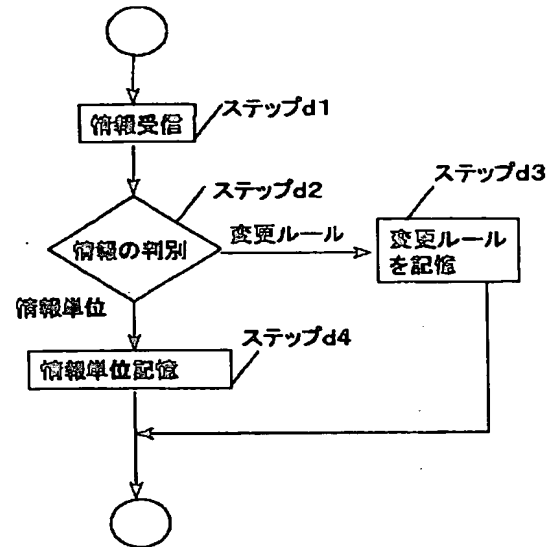 ステップd1
情報受信
ステップd2
ステップd3
情報の判別
変更ルール
変更ルール
を記憶
情報単位
ステップd4
情報単位記憶